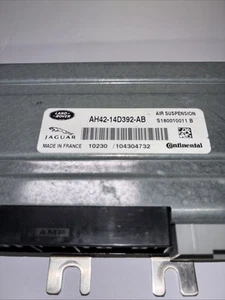 LAND
ROVER
JAGUAR
MADE IN FRANCE
AH42-14D392-AB
10230 / 104304732
AIR SUSPENSION
S180010011 B
Continental